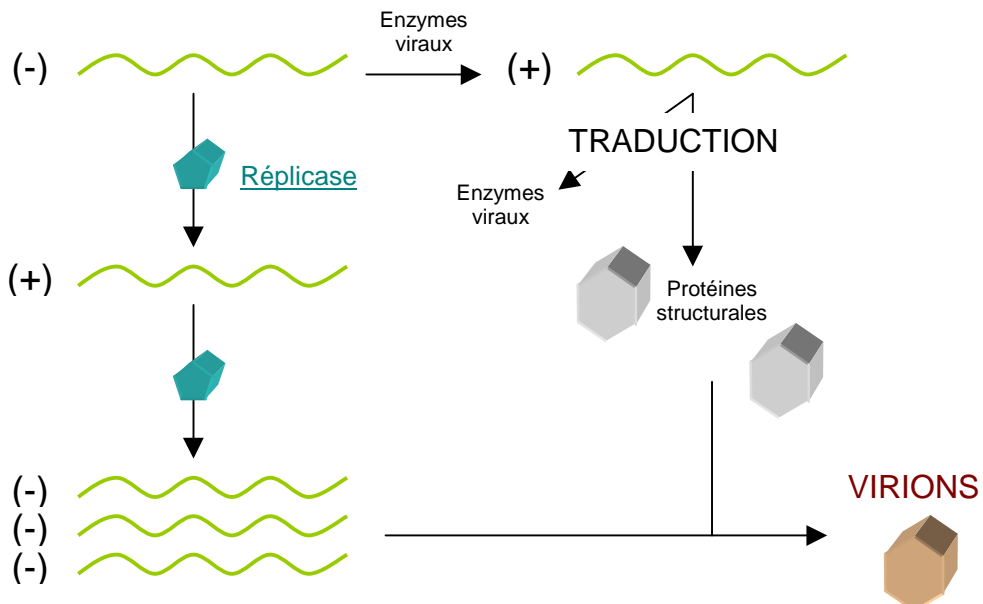 Enzymes
viraux
(-)
(+)
TRADUCTION
Réplicase
Enzymes
viraux
(+)
Protéines
structurales
(-)
(-)
(-)
VIRIONS